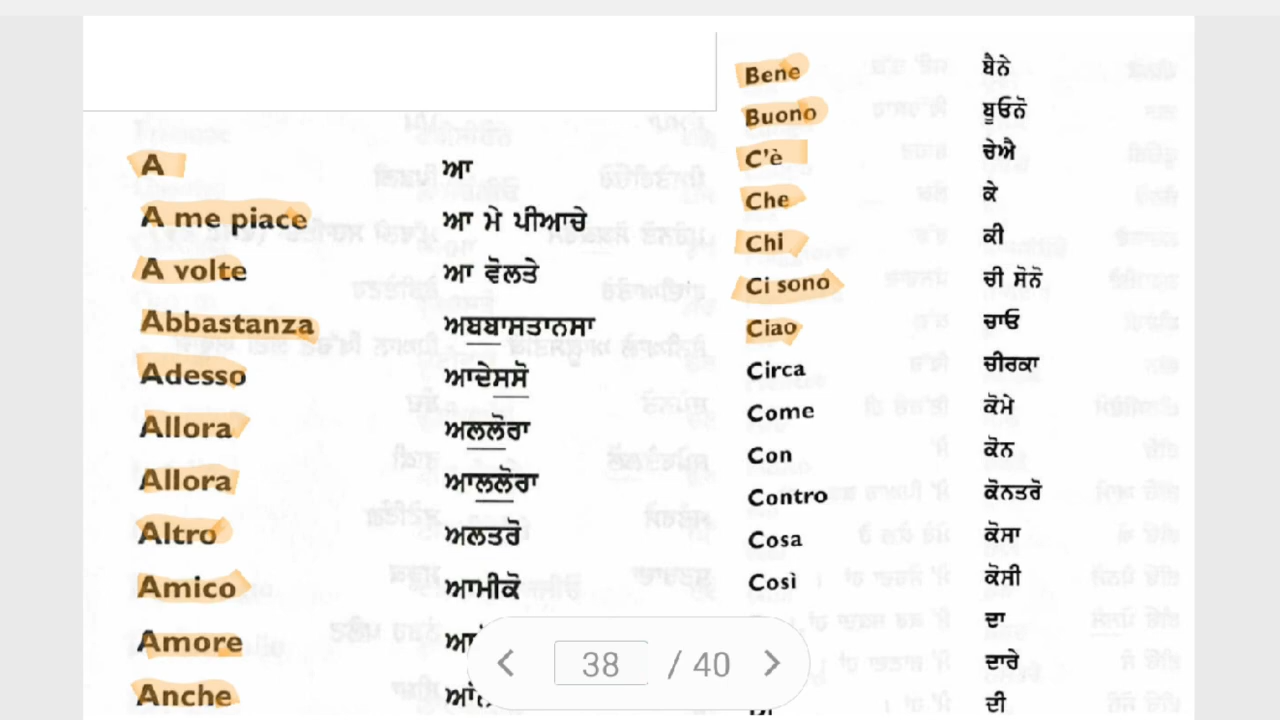 A ਆ
A me piace ਆ ਮੇ ਪੀਆਚੇ
A volte ਆ ਵੋਲਤੇ
Abbastanza ਅਬਬਾਸਤਾਨਸਾ
Adesso ਆਦੇਸਸੋ
Allora ਅਲਲੋਰਾ
Allora ਆਲਲੋਰਾ
Altro ਅਲਤਰੋ
Amico ਆਮੀਕੋ
Amore
Anche
Bene ਬੈਨੇ
Buono ਬੂਓਨੋ
C'è ਚੇਐ
Che ਕੇ
Chi ਕੀ
Ci sono ਚੀ ਸੋਨੋ
Ciao ਚਾਓ
Circa ਚੀਰਕਾ
Come ਕੋਮੇ
Con ਕੋਨ
Contro ਕੋਨਤਰੋ
Cosa ਕੋਸਾ
Così ਕੋਸੀ
ਦਾ
ਦਾਰੇ
ਦੀ
38 / 40